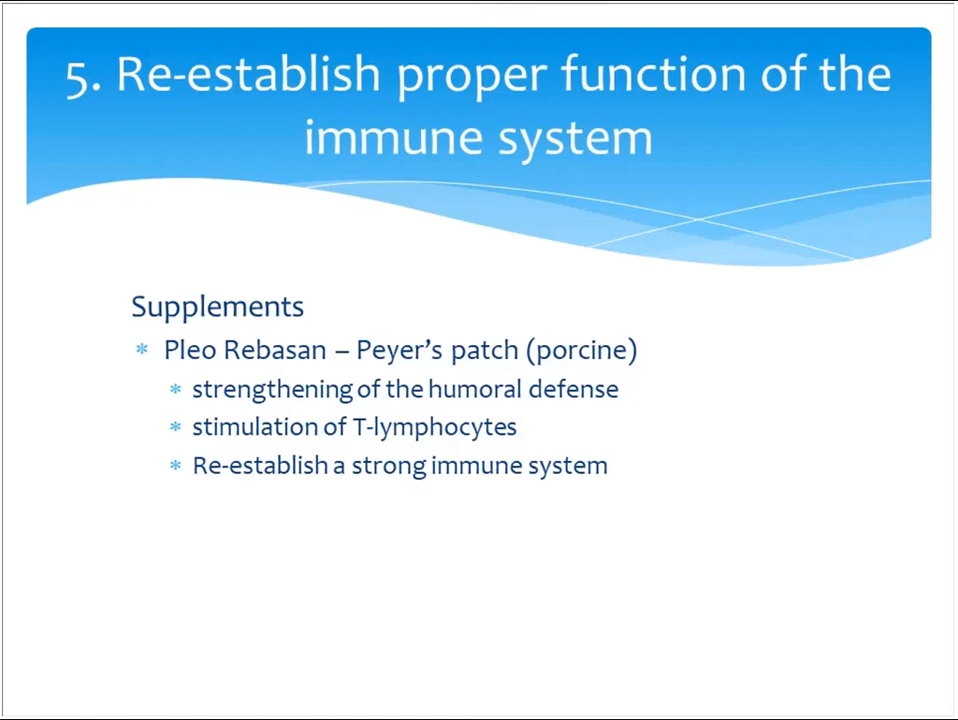 5. Re-establish proper function of the
immune system
Supplements
* Pleo Rebasan – Peyer’s patch (porcine)
* strengthening of the humoral defense
* stimulation of T-lymphocytes
* Re-establish a strong immune system